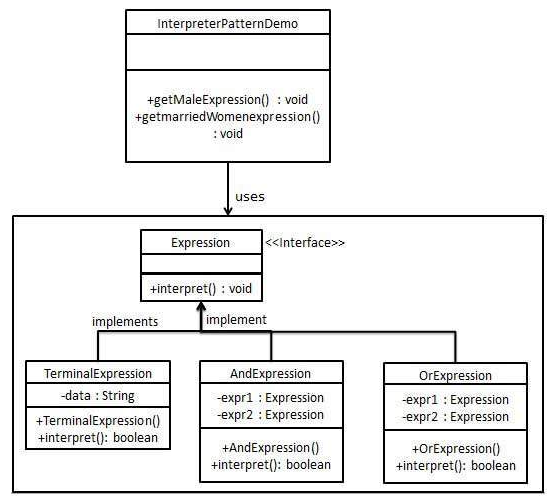 InterpreterPatternDemo
+getMaleExpression() : void
+getmarriedWomenexpression()
: void
uses
Expression
<<Interface>>
+interpret() : void
implements
implement
TerminalExpression
-data : String
+TerminalExpression()
+interpret(): boolean
AndExpression
-expr1 : Expression
-expr2 : Expression
+AndExpression()
+interpret(): boolean
OrExpression
-expr1 : Expression
-expr2 : Expression
+OrExpression()
+interpret(): boolean